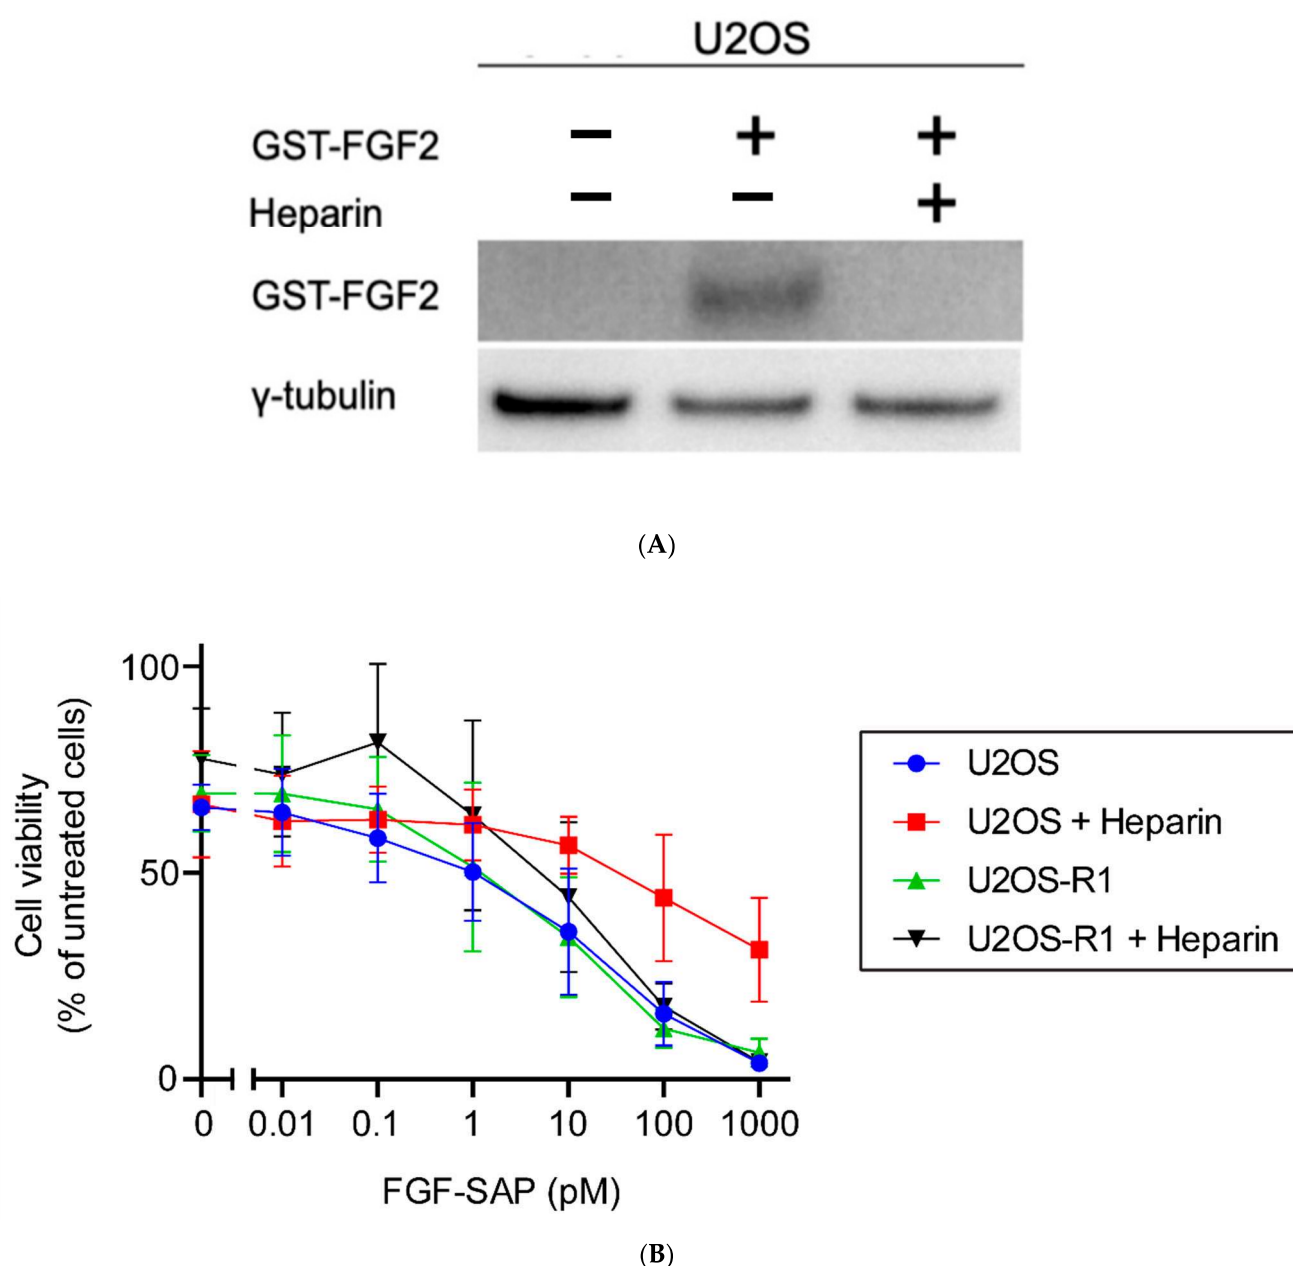 U2OS
GST-FGF2 − + +
Heparin − − +
GST-FGF2
γ-tubulin
(A)
100
50
0
Cell viability
(% of untreated cells)
0 0.01 0.1 1 10 100 1000
FGF-SAP (pM)
U2OS
U2OS + Heparin
U2OS-R1
U2OS-R1 + Heparin
(B)